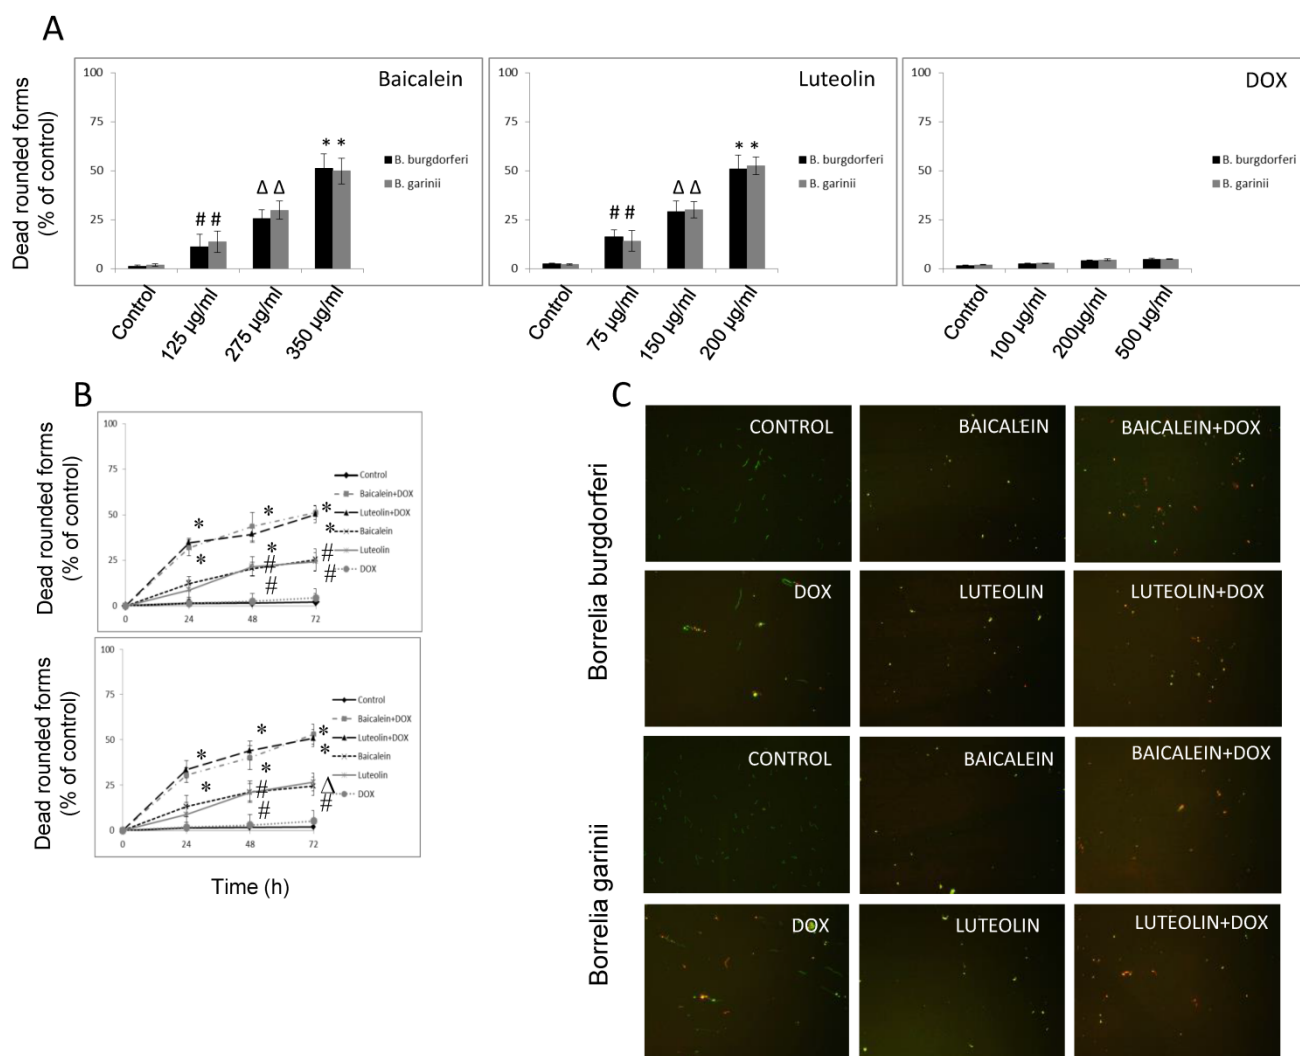 A
Dead rounded forms
(% of control)
100
75
50
25
0
Baicalein
B. burgdorferi
B. garinii
# #
Δ Δ
* *
Control
125 µg/ml
275 µg/ml
350 µg/ml
100
75
50
25
0
Luteolin
B. burgdorferi
B. garinii
# #
Δ Δ
* *
Control
75 µg/ml
150 µg/ml
200 µg/ml
100
75
50
25
0
DOX
B. burgdorferi
B. garinii
Control
100 µg/ml
200µg/ml
500 µg/ml
B
Dead rounded forms
(% of control)
100
75
50
25
0
0
24
48
72
Control
Baicalein+DOX
Luteolin+DOX
Baicalein
Luteolin
DOX
*
*
*
*
#
#
*
*
#
#
Dead rounded forms
(% of control)
100
75
50
25
0
0
24
48
72
Control
Baicalein+DOX
Luteolin+DOX
Baicalein
Luteolin
DOX
*
*
*
*
#
#
*
*
Δ
#
Time (h)
C
Borrelia burgdorferi
CONTROL
BAICALEIN
BAICALEIN+DOX
DOX
LUTEOLIN
LUTEOLIN+DOX
Borrelia garinii
CONTROL
BAICALEIN
BAICALEIN+DOX
DOX
LUTEOLIN
LUTEOLIN+DOX